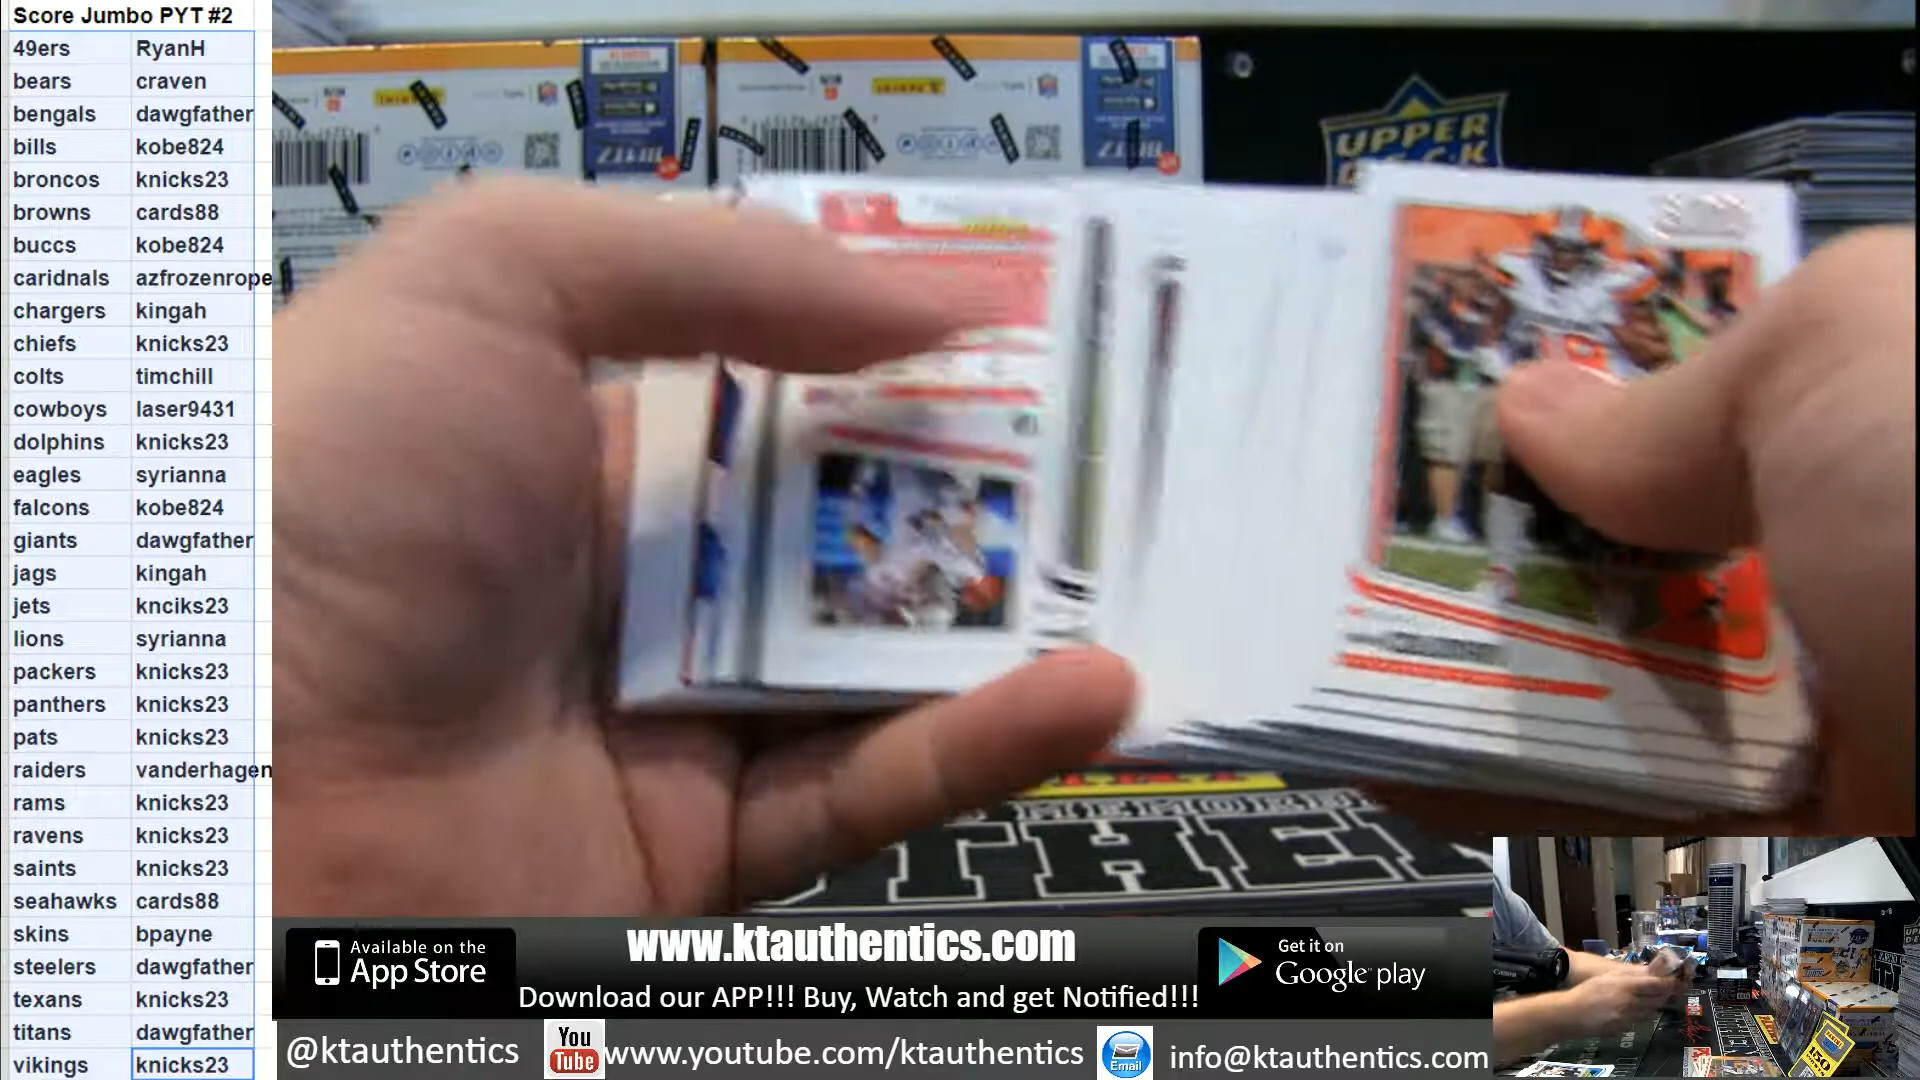 Score Jumbo PYT #2
49ers RyanH
bears craven
bengals dawgfather
bills kobe824
broncos knicks23
browns cards88
buccs kobe824
caridnals azfrozenrope
chargers kingah
chiefs knicks23
colts timchill
cowboys laser9431
dolphins knicks23
eagles syrianna
falcons kobe824
giants dawgfather
jags kingah
jets knciks23
lions syrianna
packers knicks23
panthers knicks23
pats knicks23
raiders vanderhagen
rams knicks23
ravens knicks23
saints knicks23
seahawks cards88
skins bpayne
steelers dawgfather
texans knicks23
titans dawgfather
vikings knicks23
UPPER
BLITZ
BLITZ
THE
Available on the
App Store
www.ktauthentics.com
Download our APP!!! Buy, Watch and get Notified!!!
Get it on
Google play
@ktauthentics
You
Tube
www.youtube.com/ktauthentics
Email
info@ktauthentics.com